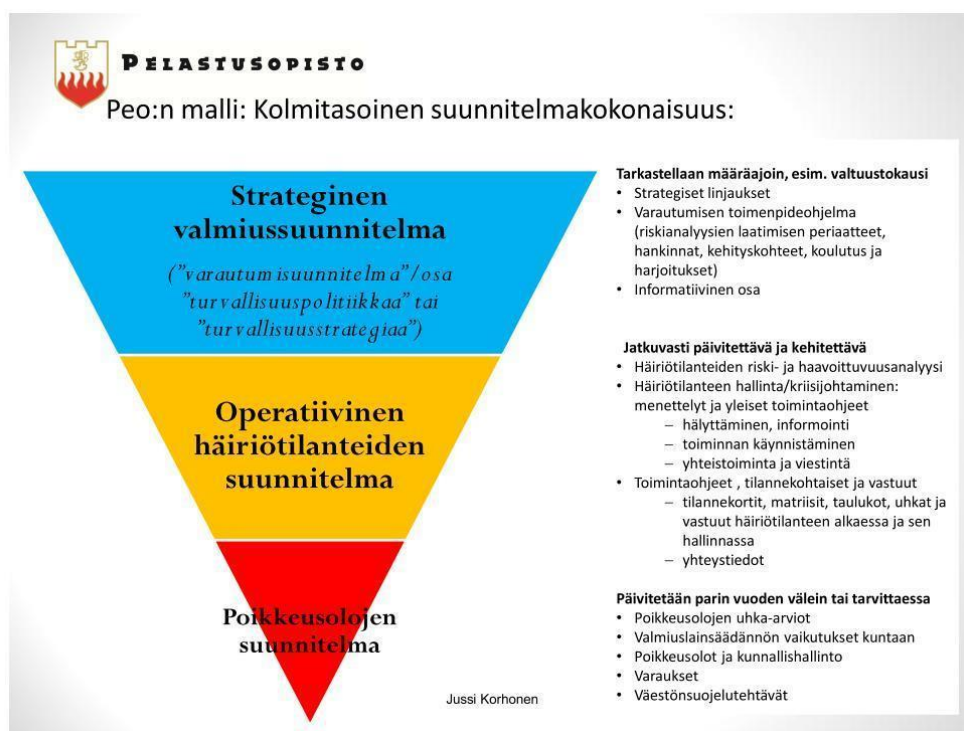 PELASTUSOPISTO
Peo:n malli: Kolmitasoinen suunnitelmakokonaisuus:
Strateginen
valmiussuunnitelma
("varautumisuunnitelma"/osa
"turvallisuuspolitiikkaa" tai
"turvallisuusstrategiaa")
Tarkastellaan määräajoin, esim. valtuustokausi
• Strategiset linjaukset
• Varautumisen toimenpideohjelma
(riskianalyysien laatimisen periaatteet,
hankinnat, kehityskohteet, koulutus ja
harjoitukset)
• Informatiivinen osa
Operatiivinen
häiriötilanteiden
suunnitelma
Jatkuvasti päivitettävä ja kehitettävä
• Häiriötilanteiden riski- ja haavoittuvuusanalyysi
• Häiriötilanteen hallinta/kriisijohtaminen:
menettelyt ja yleiset toimintaohjeet
– hälyttäminen, informointi
– toiminnan käynnistäminen
– yhteistoiminta ja viestintä
• Toimintaohjeet , tilannekohtaiset ja vastuut
– tilannekortit, matriisit, taulukot, uhkat ja
vastuut häiriötilanteen alkaessa ja sen
hallinnassa
– yhteystiedot
Poikkeusolojen
suunnitelma
Päivitetään parin vuoden välein tai tarvittaessa
• Poikkeusolojen uhka-arviot
• Valmiuslainsäädännön vaikutukset kuntaan
• Poikkeusolot ja kunnallishallinto
• Varaukset
• Väestönsuojelutehtävät
Jussi Korhonen